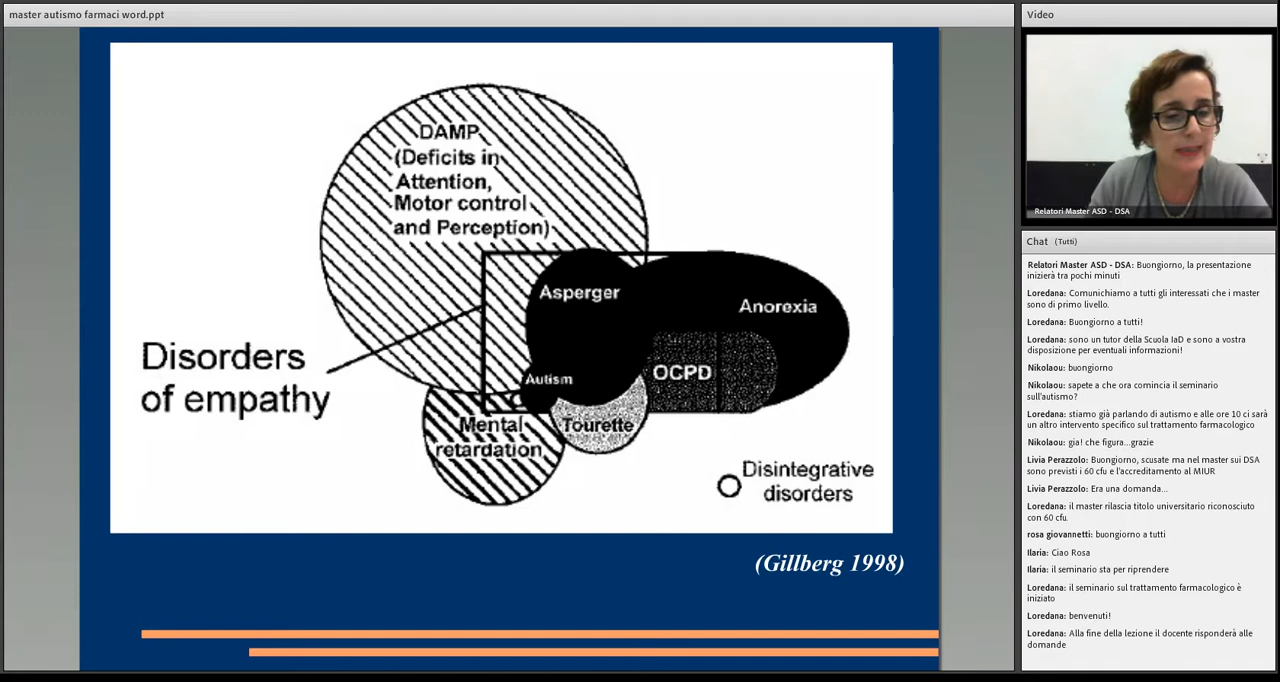 master autismo farmaci word.ppt
DAMP
(Deficits in
Attention,
Motor control
and Perception)
Asperger
Anorexia
Disorders
of empathy
OCPD
Autism
Mental
retardation
Tourette
Disintegrative
disorders
(Gillberg 1998)
Video
Relatori Master ASD - DSA
Chat (Tutti)
Relatori Master ASD - DSA: Buongiorno, la presentazione
inizierà tra pochi minuti
Loredana: Comunichiamo a tutti gli interessati che i master
sono di primo livello.
Loredana: Buongiorno a tutti!
Loredana: sono un tutor della Scuola IaD e sono a vostra
disposizione per eventuali informazioni!
Nikolaou: buongiorno
Nikolaou: sapete a che ora comincia il seminario
sull'autismo?
Loredana: stiamo già parlando di autismo e alle ore 10 ci sarà
un altro intervento specifico sul trattamento farmacologico
Nikolaou: gia! che figura...grazie
Livia Perazzolo: Buongiorno, scusate ma nel master sui DSA
sono previsti i 60 cfu e l'accreditamento al MIUR
Livia Perazzolo: Era una domanda...
Loredana: il master rilascia titolo universitario riconosciuto
con 60 cfu.
rosa giovannetti: buongiorno a tutti
Ilaria: Ciao Rosa
Ilaria: il seminario sta per riprendere
Loredana: il seminario sul trattamento farmacologico è
iniziato
Loredana: benvenuti!
Loredana: Alla fine della lezione il docente risponderà alle
domande